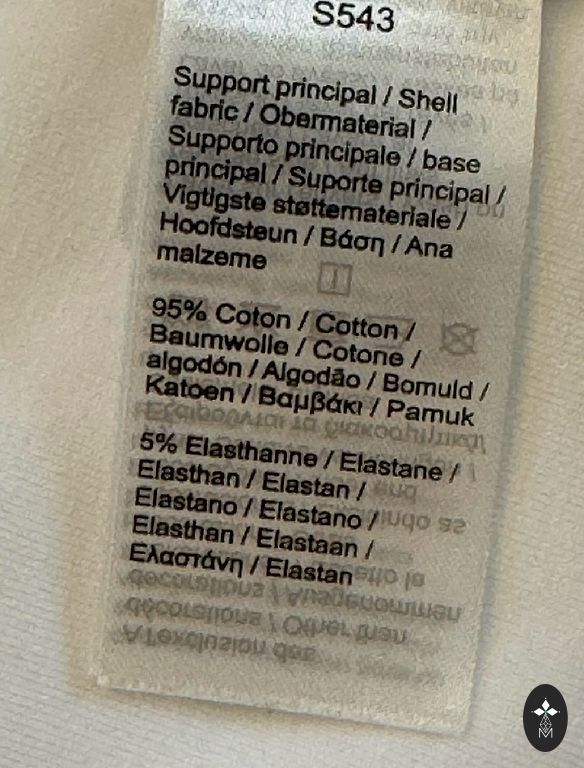 S543
Support principal / Shell
fabric / Obermaterial /
Supporto principale / base
principal / Suporte principal /
Vigtigste støttemateriale /
Hoofdsteun / Βάση / Ana
malzeme
95% Coton / Cotton /
Baumwolle / Cotone /
algodón / Algodão / Bomuld /
Katoen / Βαμβάκι / Pamuk
5% Elasthanne / Elastane /
Elasthan / Elastan /
Elastano / Elastano /
Elasthan / Elastaan /
Ελαστάνη / Elastan
M